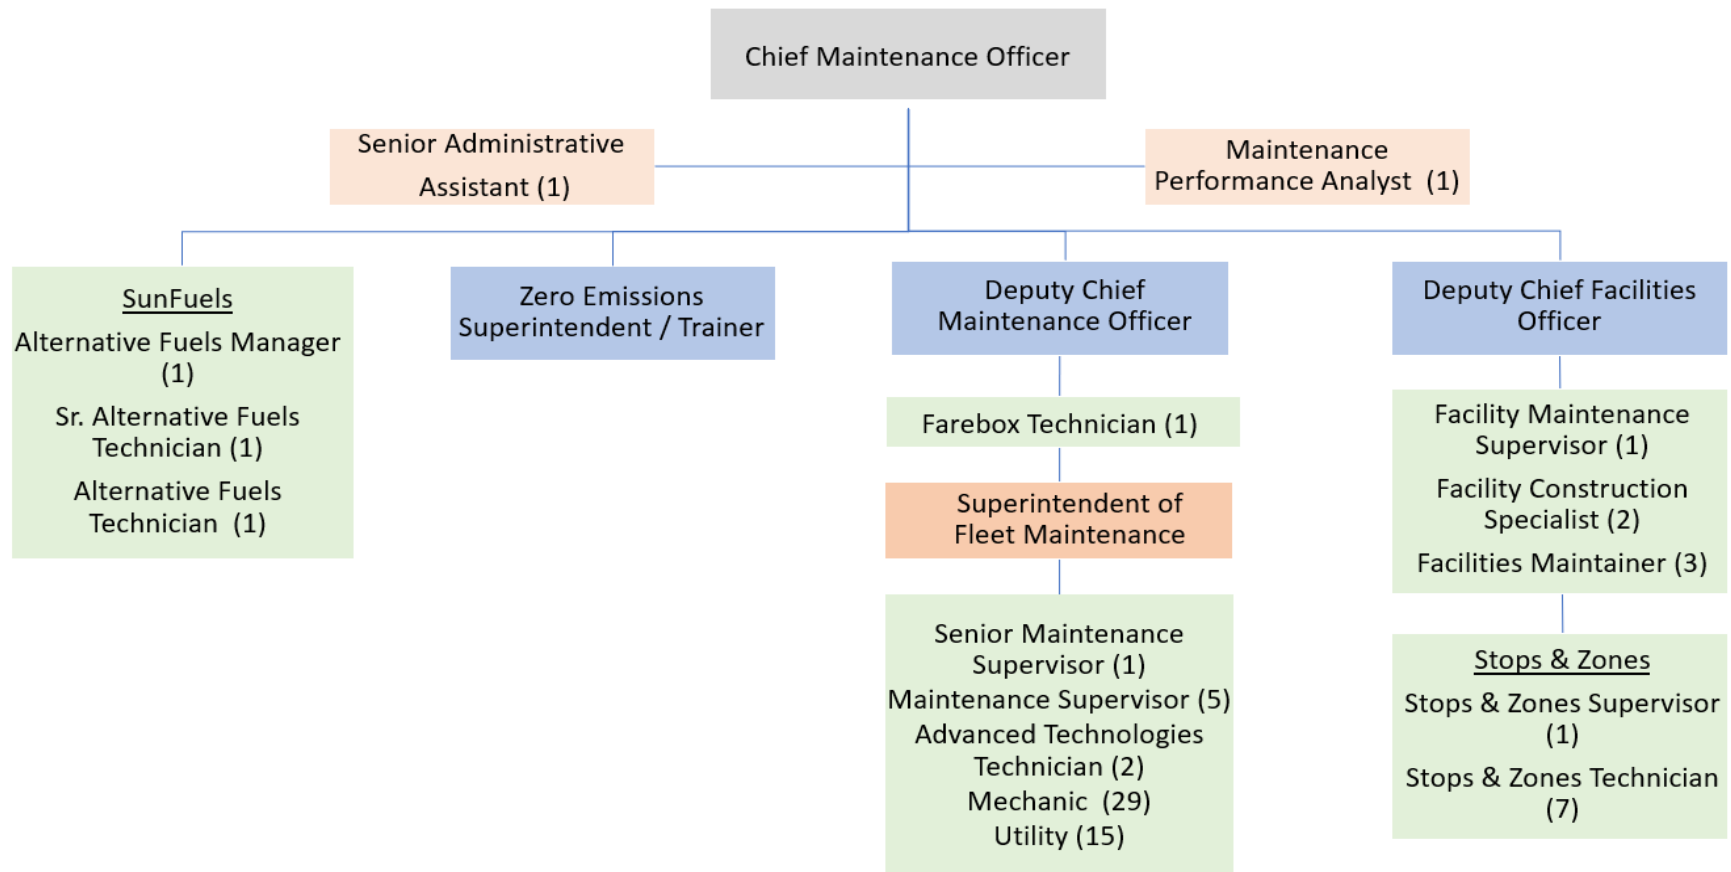 Chief Maintenance Officer
Senior Administrative
Assistant (1)
Maintenance
Performance Analyst (1)
SunFuels
Alternative Fuels Manager
(1)
Sr. Alternative Fuels
Technician (1)
Alternative Fuels
Technician (1)
Zero Emissions
Superintendent / Trainer
Deputy Chief
Maintenance Officer
Farebox Technician (1)
Superintendent of
Fleet Maintenance
Senior Maintenance
Supervisor (1)
Maintenance Supervisor (5)
Advanced Technologies
Technician (2)
Mechanic (29)
Utility (15)
Deputy Chief Facilities
Officer
Facility Maintenance
Supervisor (1)
Facility Construction
Specialist (2)
Facilities Maintainer (3)
Stops & Zones
Stops & Zones Supervisor
(1)
Stops & Zones Technician
(7)